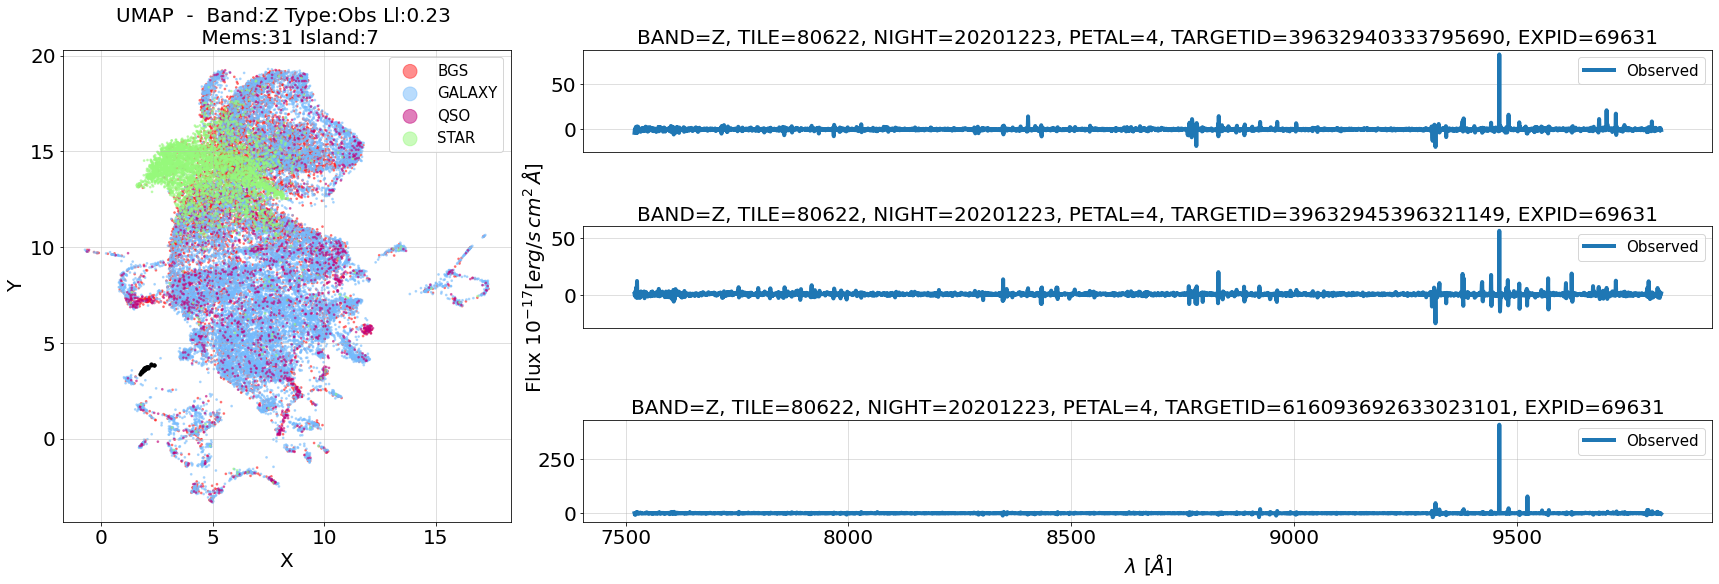 UMAP - Band:Z Type:Obs Ll:0.23
Mems:31 Island:7
BGS
GALAXY
QSO
STAR
20
15
10
5
0
Y
0 5 10 15
X
BAND=Z, TILE=80622, NIGHT=20201223, PETAL=4, TARGETID=39632940333795690, EXPID=69631
Observed
50
0
BAND=Z, TILE=80622, NIGHT=20201223, PETAL=4, TARGETID=39632945396321149, EXPID=69631
Observed
50
0
Flux 10⁻¹⁷[erg/s cm² Å]
BAND=Z, TILE=80622, NIGHT=20201223, PETAL=4, TARGETID=616093692633023101, EXPID=69631
Observed
250
0
7500 8000 8500 9000 9500
λ [Å]